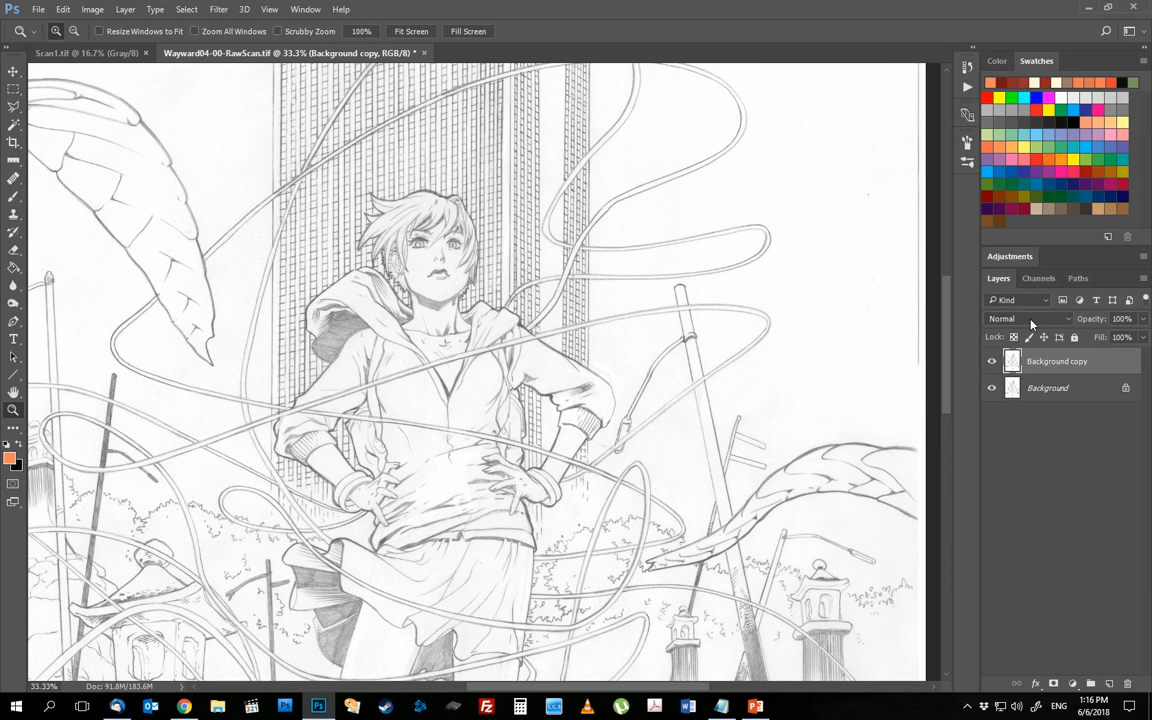 Ps File Edit Image Layer Type Select Filter 3D View Window Help
Resize Windows to Fit Zoom All Windows Scrubby Zoom 100% Fit Screen Fill Screen
Scan1.tif @ 16.7% (Gray/8) × Wayward04-00-RawScan.tif @ 33.3% (Background copy, RGB/8) * ×
Color Swatches
Adjustments
Layers Channels Paths
Kind
Normal Opacity: 100%
Lock: Fill: 100%
Background copy
Background
33.33% Doc: 91.8M/183.6M
ENG 1:16 PM
6/6/2018